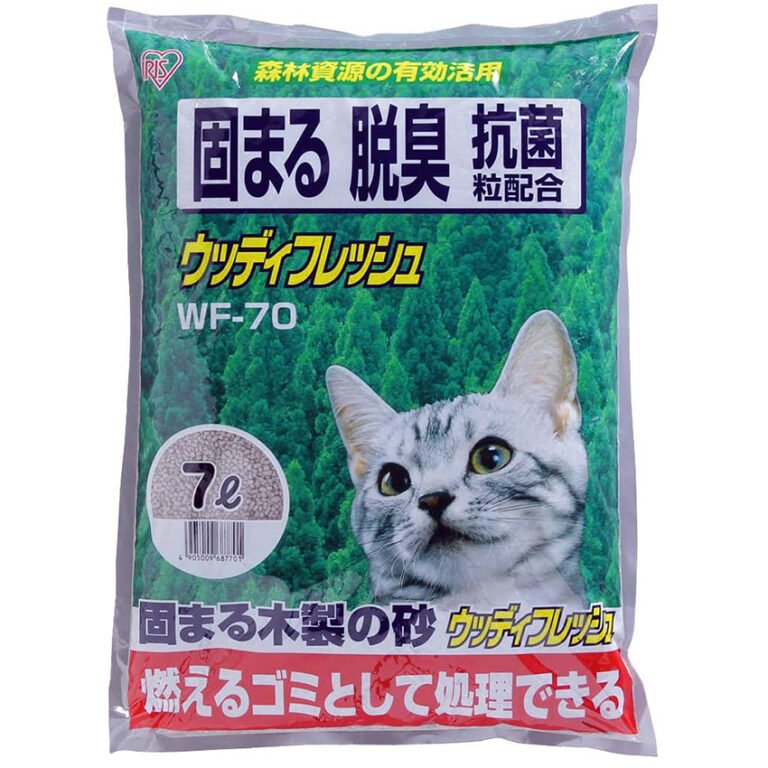 IRIS
森林資源の有効活用
固まる 脱臭 抗菌
粒配合
ウッディフレッシュ
WF-70
7ℓ
4 905009 687701
固まる木製の砂 ウッディフレッシュ
燃えるゴミとして処理できる